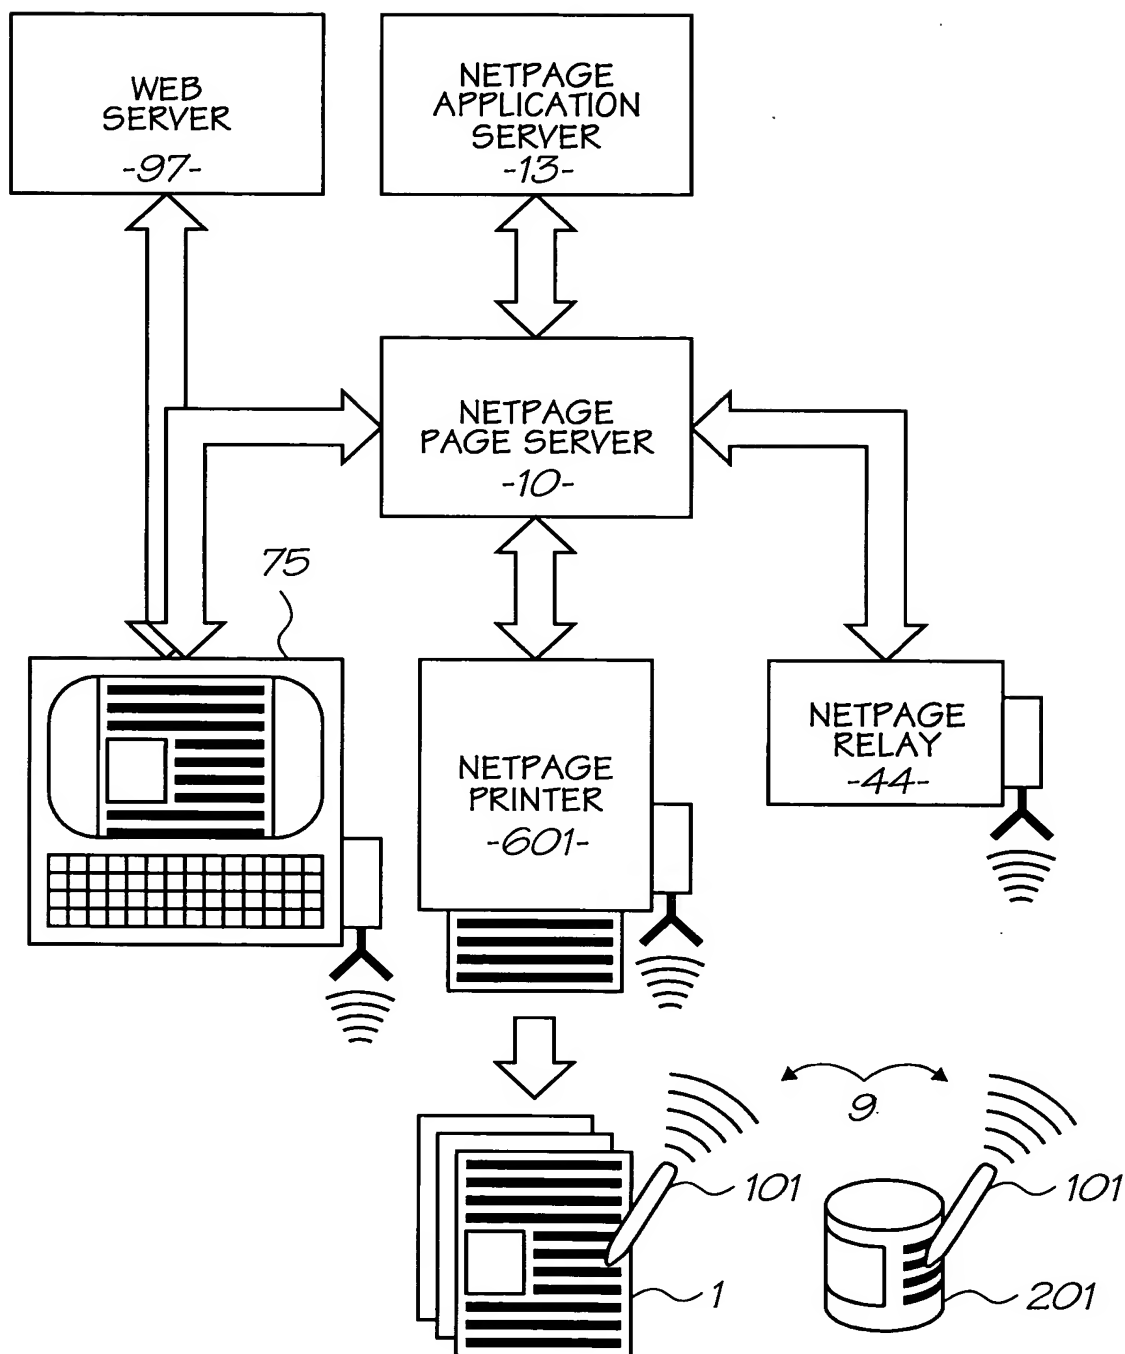 WEB
SERVER
-97-
NETPAGE
APPLICATION
SERVER
-13-
NETPAGE
PAGE SERVER
-10-
75
NETPAGE
PRINTER
-601-
NETPAGE
RELAY
-44-
9
101
101
1
201